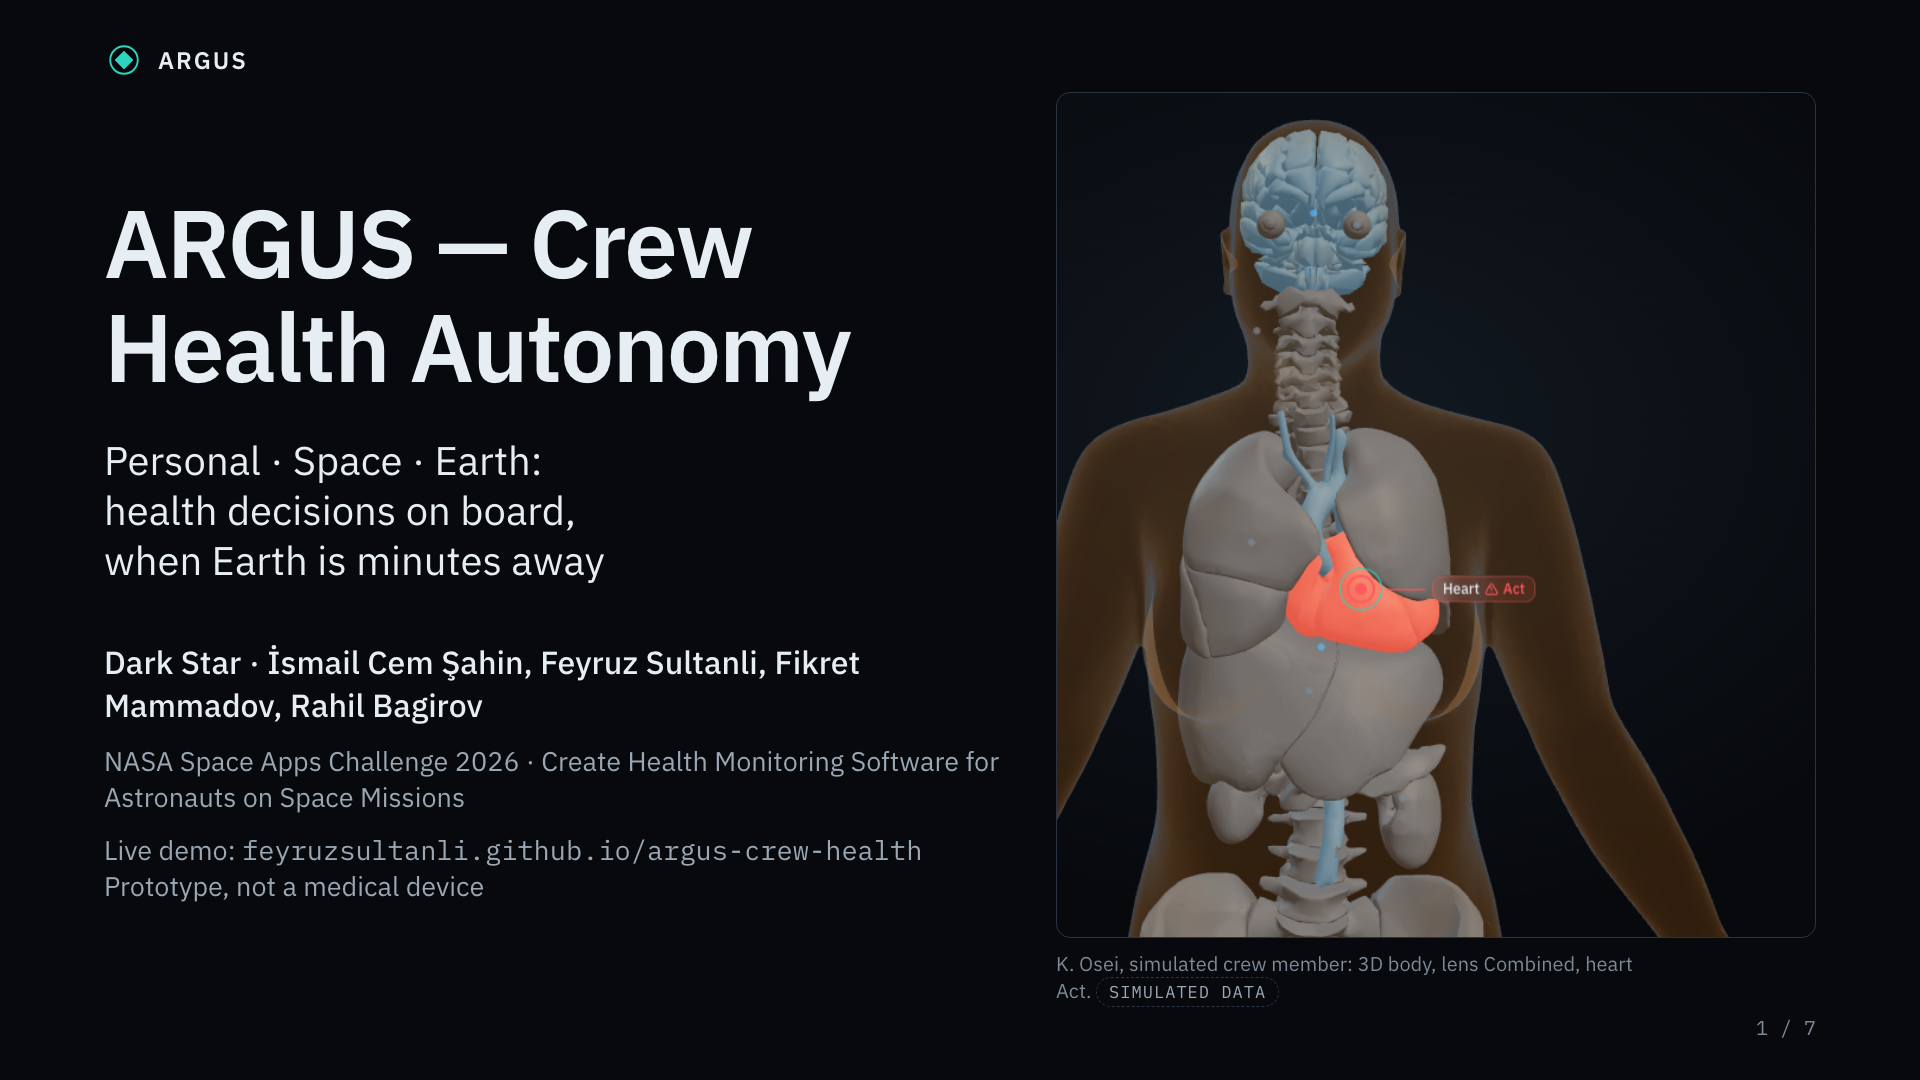 ARGUS
ARGUS — Crew
Health Autonomy
Personal · Space · Earth:
health decisions on board,
when Earth is minutes away
Dark Star · İsmail Cem Şahin, Feyruz Sultanli, Fikret
Mammadov, Rahil Bagirov
NASA Space Apps Challenge 2026 · Create Health Monitoring Software for
Astronauts on Space Missions
Live demo: feyruzsultanli.github.io/argus-crew-health
Prototype, not a medical device
Heart ⚠ Act
K. Osei, simulated crew member: 3D body, lens Combined, heart
Act. SIMULATED DATA
1 / 7